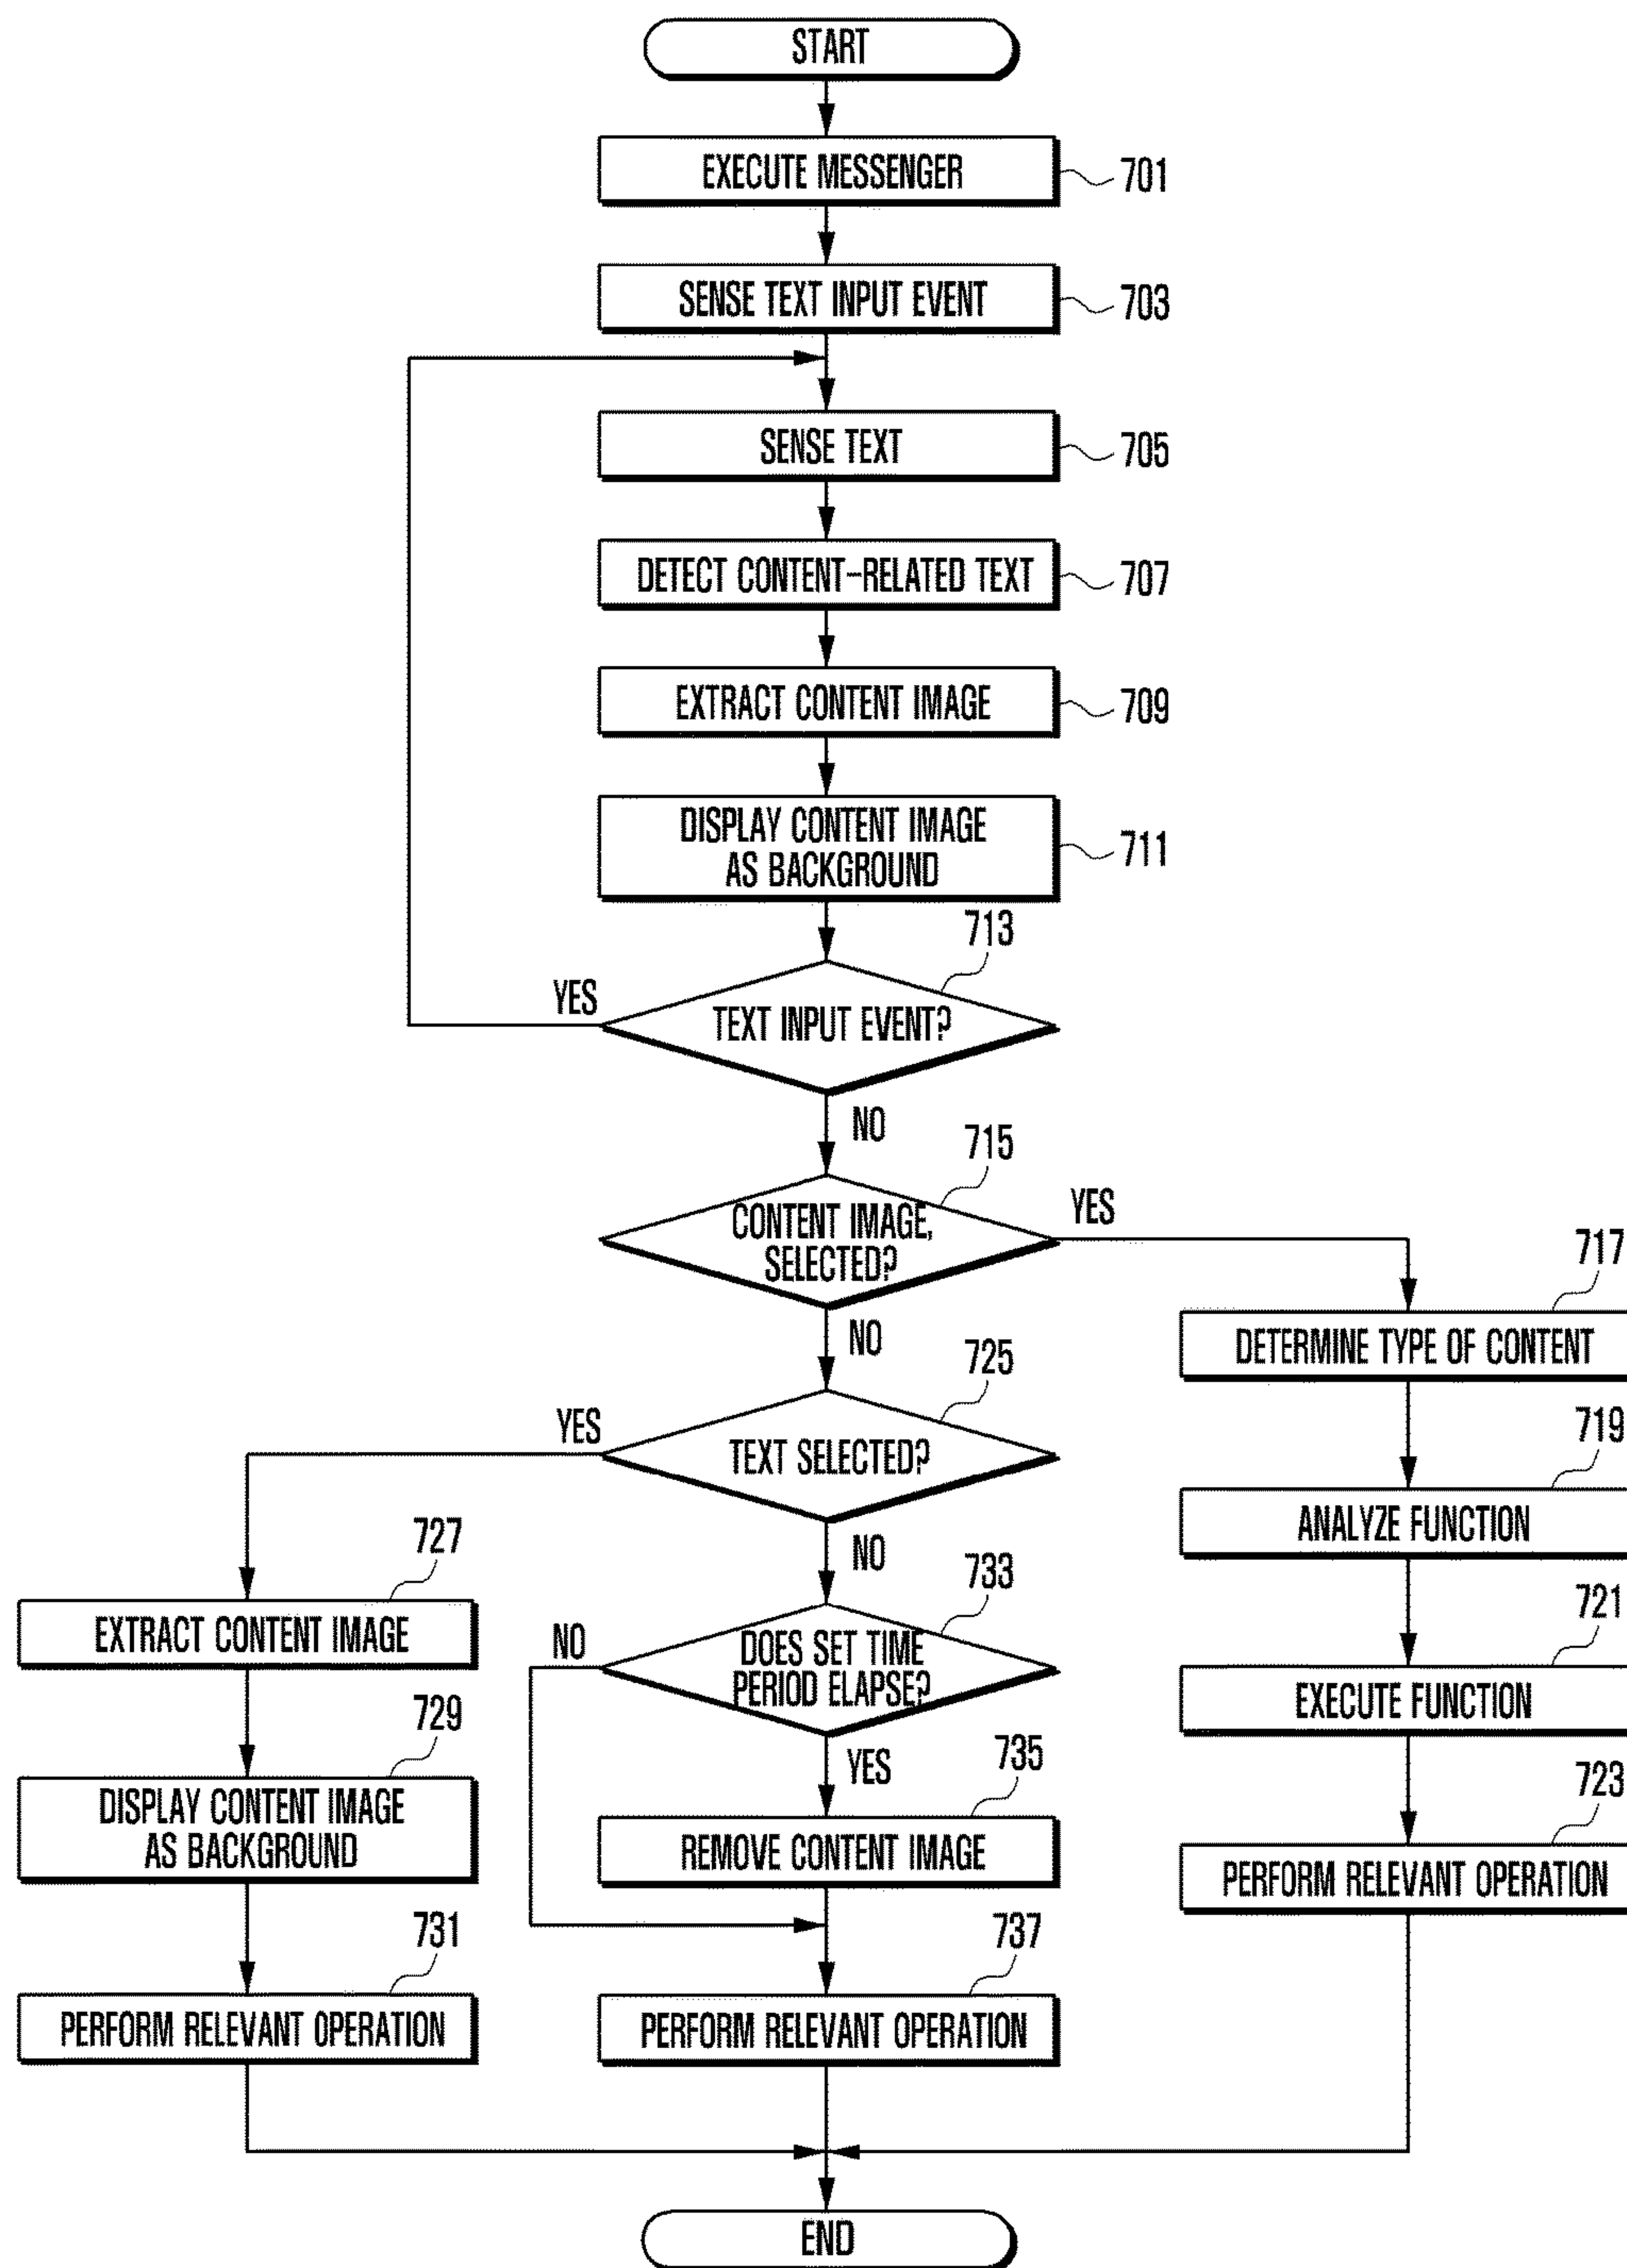 START
EXECUTE MESSENGER
701
SENSE TEXT INPUT EVENT
703
SENSE TEXT
705
DETECT CONTENT-RELATED TEXT
707
EXTRACT CONTENT IMAGE
709
DISPLAY CONTENT IMAGE
AS BACKGROUND
711
713
YES
TEXT INPUT EVENT?
NO
715
CONTENT IMAGE,
SELECTED?
YES
NO
717
DETERMINE TYPE OF CONTENT
719
ANALYZE FUNCTION
721
EXECUTE FUNCTION
723
PERFORM RELEVANT OPERATION
725
YES
TEXT SELECTED?
NO
727
EXTRACT CONTENT IMAGE
729
DISPLAY CONTENT IMAGE
AS BACKGROUND
731
PERFORM RELEVANT OPERATION
733
NO
DOES SET TIME
PERIOD ELAPSE?
YES
735
REMOVE CONTENT IMAGE
737
PERFORM RELEVANT OPERATION
END